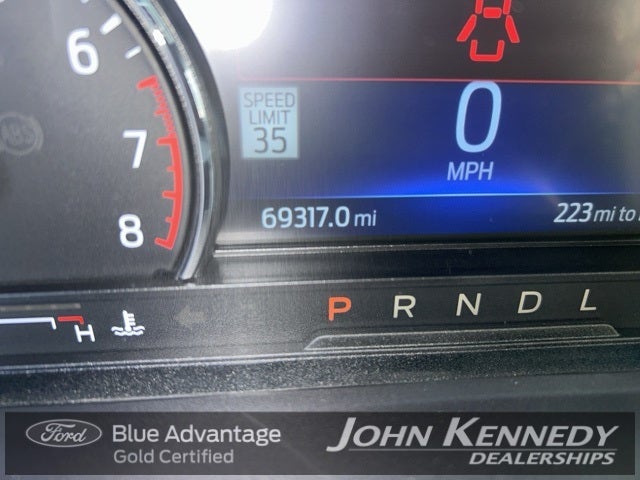 6
7
8
SPEED
LIMIT
35
0
MPH
69317.0 mi
223 mi to
H
P R N D L
Ford
Blue Advantage
Gold Certified
JOHN KENNEDY
DEALERSHIPS